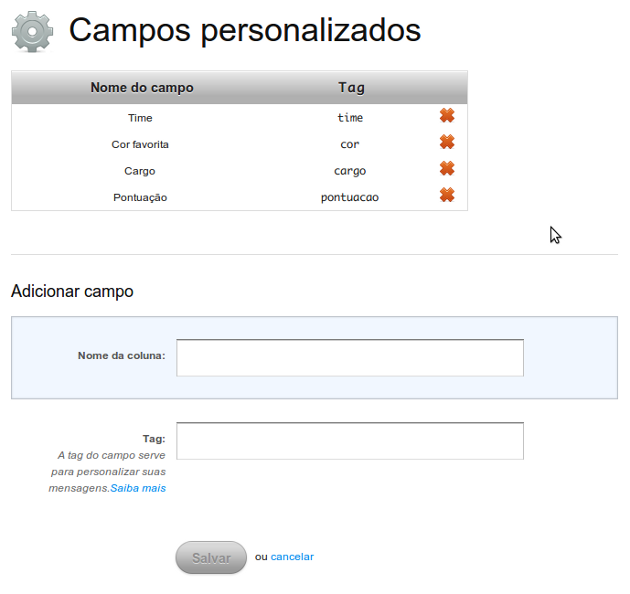 Campos personalizados
Nome do campo Tag
Time time
Cor favorita cor
Cargo cargo
Pontuação pontuacao
Adicionar campo
Nome da coluna:
Tag:
A tag do campo serve
para personalizar suas
mensagens.Saiba mais
Salvar ou cancelar